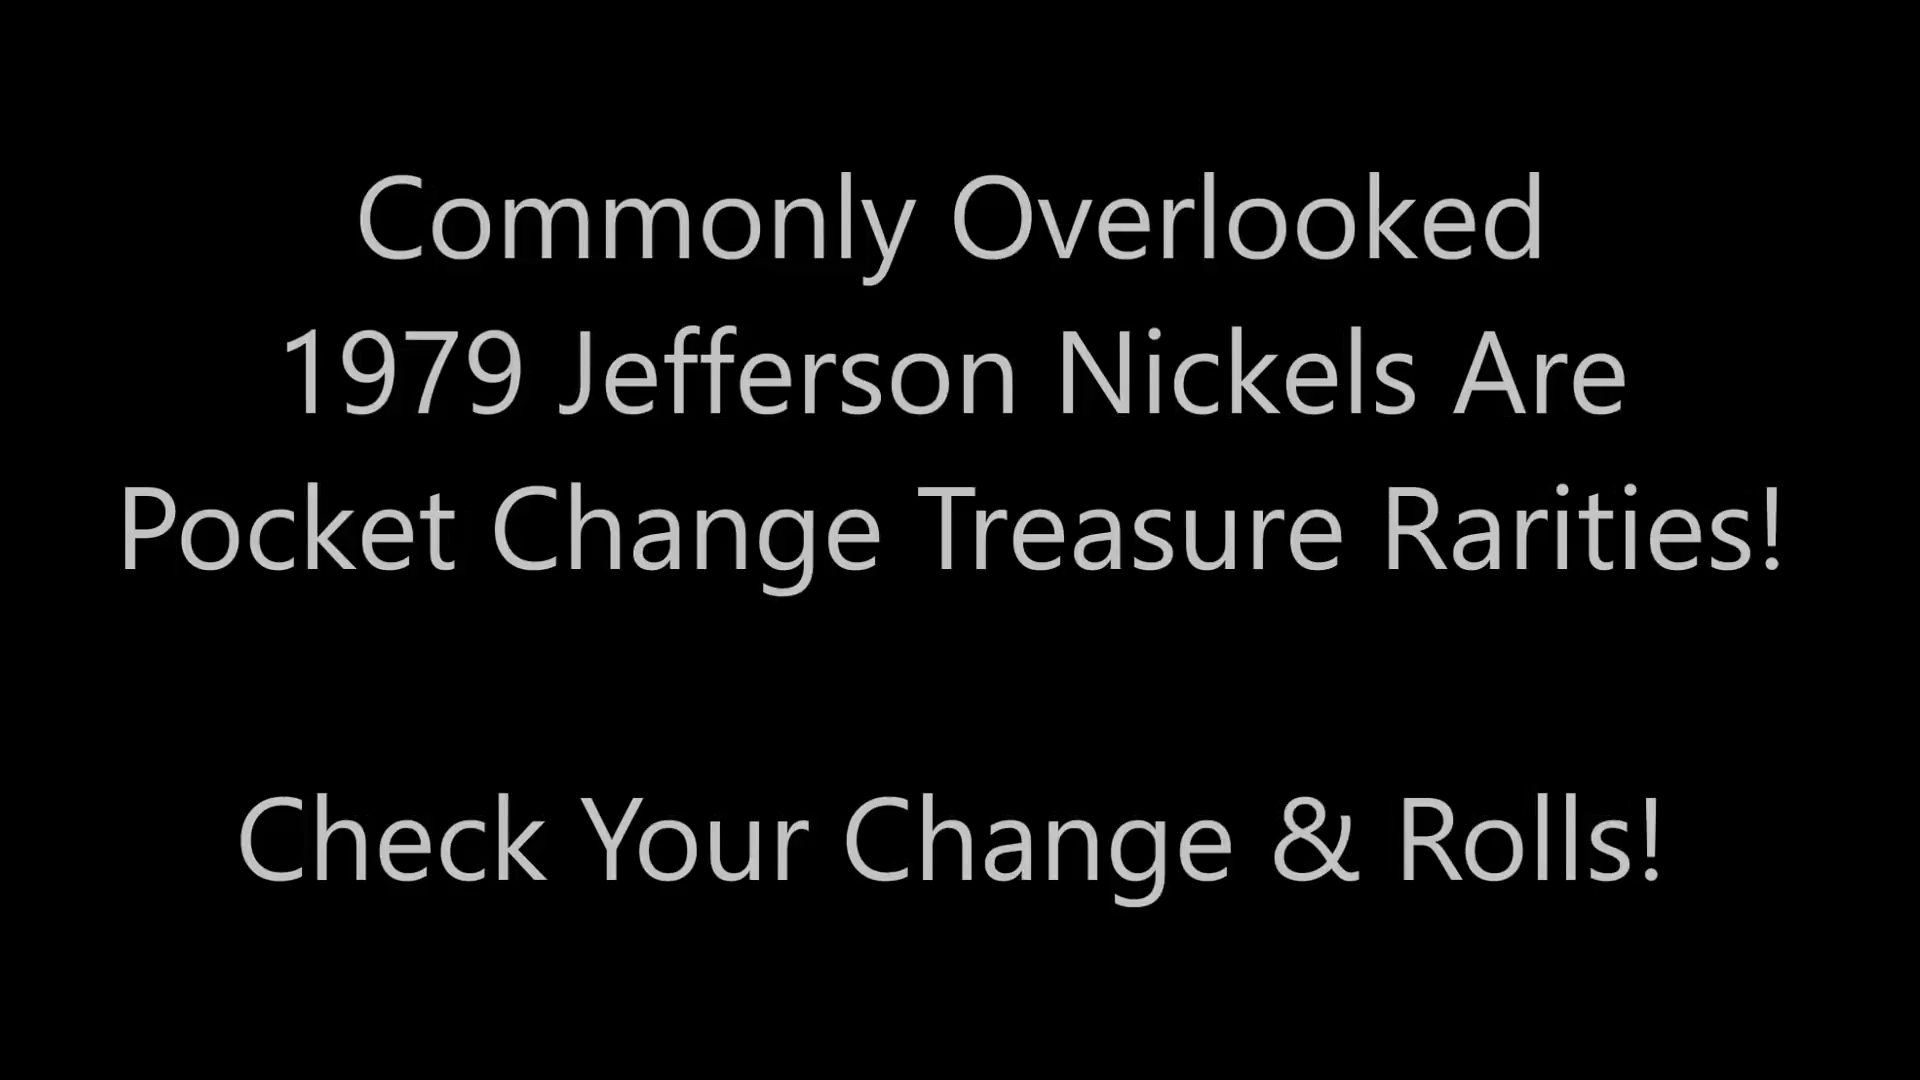 Commonly Overlooked
1979 Jefferson Nickels Are
Pocket Change Treasure Rarities!
Check Your Change & Rolls!